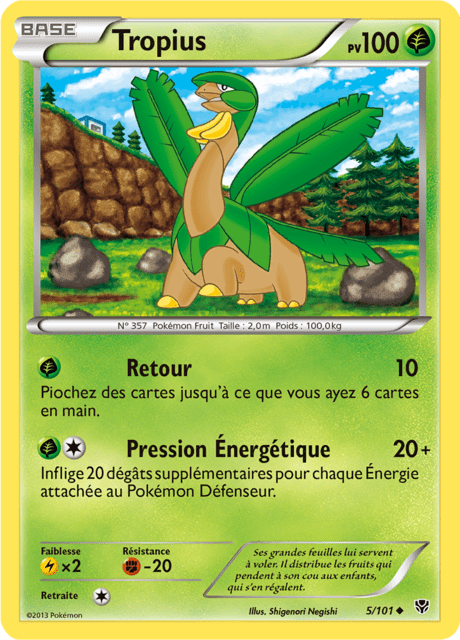 BASE
Tropius
PV100
N° 357 Pokémon Fruit Taille : 2,0m Poids : 100,0kg
Retour 10
Piochez des cartes jusqu'à ce que vous ayez 6 cartes
en main.
Pression Énergétique 20+
Inflige 20 dégâts supplémentaires pour chaque Énergie
attachée au Pokémon Défenseur.
Faiblesse
×2
Résistance
-20
Retraite
Ses grandes feuilles lui servent
à voler. Il distribue les fruits qui
pendent à son cou aux enfants,
qui s'en régalent.
©2013 Pokémon
Illus. Shigenori Negishi
5/101